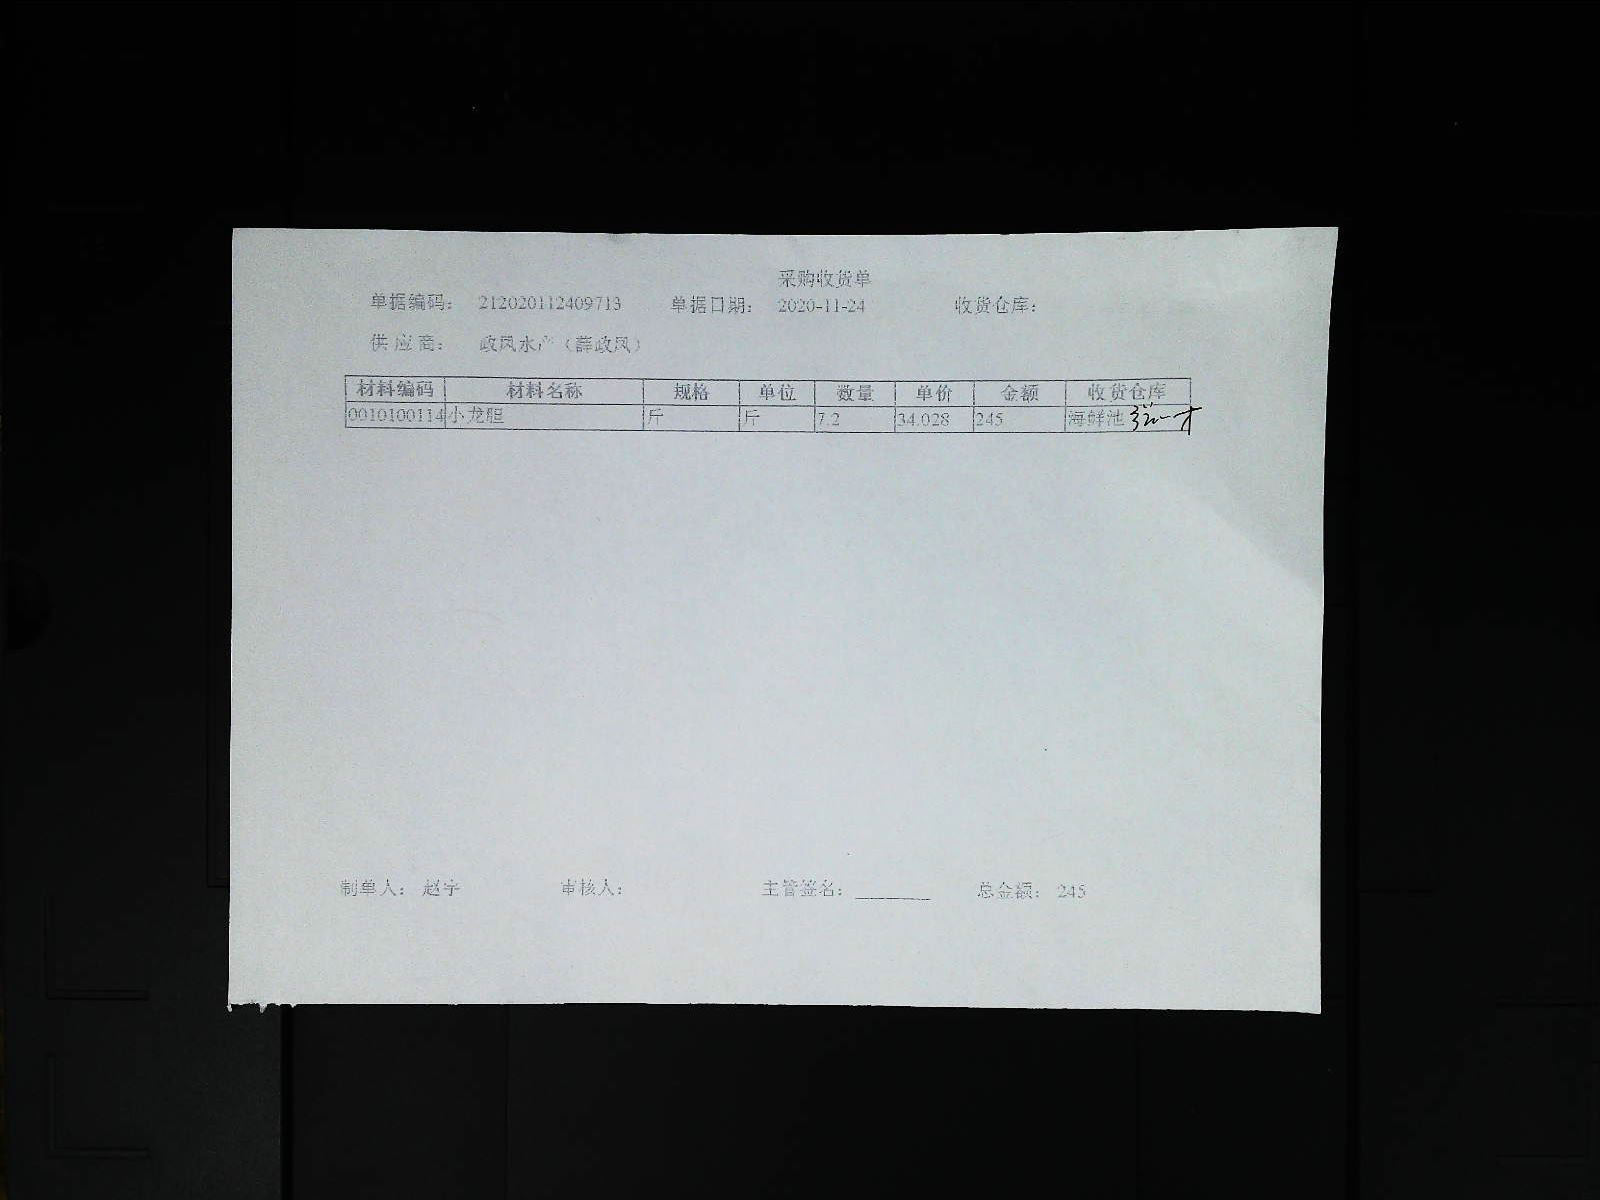 采购收货单
单据编码： 212020112409713 单据日期： 2020-11-24 收货仓库：
供应商： 政凤水产（薛政凤）
材料编码 材料名称 规格 单位 数量 单价 金额 收货仓库
0010100114 小龙胆 斤 斤 7.2 34.028 245 海鲜池
制单人： 赵宇 审核人： 主管签名： 总金额： 245